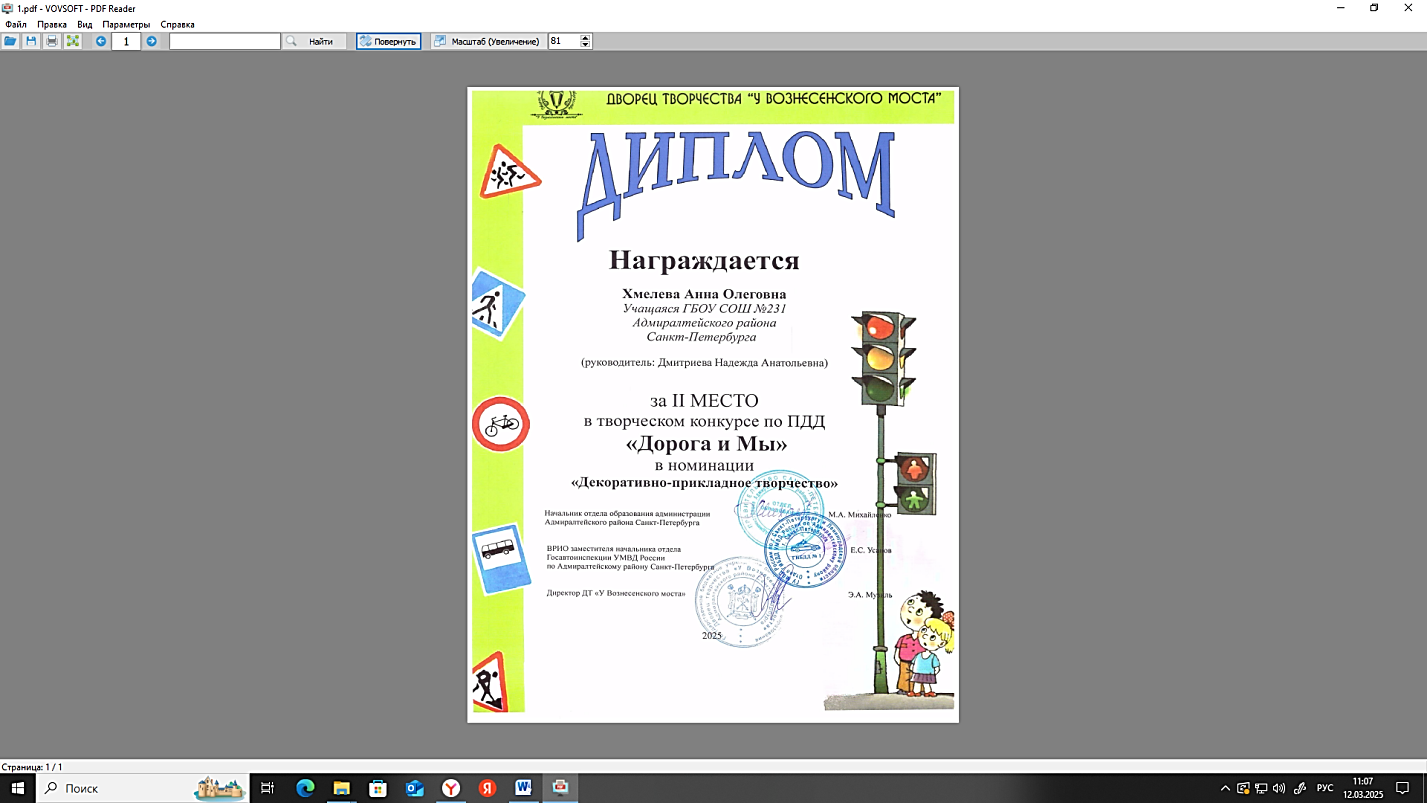 1.pdf - VOVSOFT - PDF Reader
Файл Правка Вид Параметры Справка
1 Найти Повернуть Масштаб (Увеличение) 81
ДВОРЕЦ ТВОРЧЕСТВА "У ВОЗНЕСЕНСКОГО МОСТА"
ДИПЛОМ
Награждается
Хмелева Анна Олеговна
Учащаяся ГБОУ СОШ №231
Адмиралтейского района
Санкт-Петербурга
(руководитель: Дмитриева Надежда Анатольевна)
за II МЕСТО
в творческом конкурсе по ПДД
«Дорога и Мы»
в номинации
«Декоративно-прикладное творчество»
Начальник отдела образования администрации
Адмиралтейского района Санкт-Петербурга
М.А. Михайленко
ВРИО заместителя начальника отдела
Госавтоинспекции УМВД России
по Адмиралтейскому району Санкт-Петербурга
Е.С. Усанов
Директор ДТ «У Вознесенского моста»
Э.А. Музиль
2025
Страница: 1 / 1
Поиск
РУС
11:07
12.03.2025